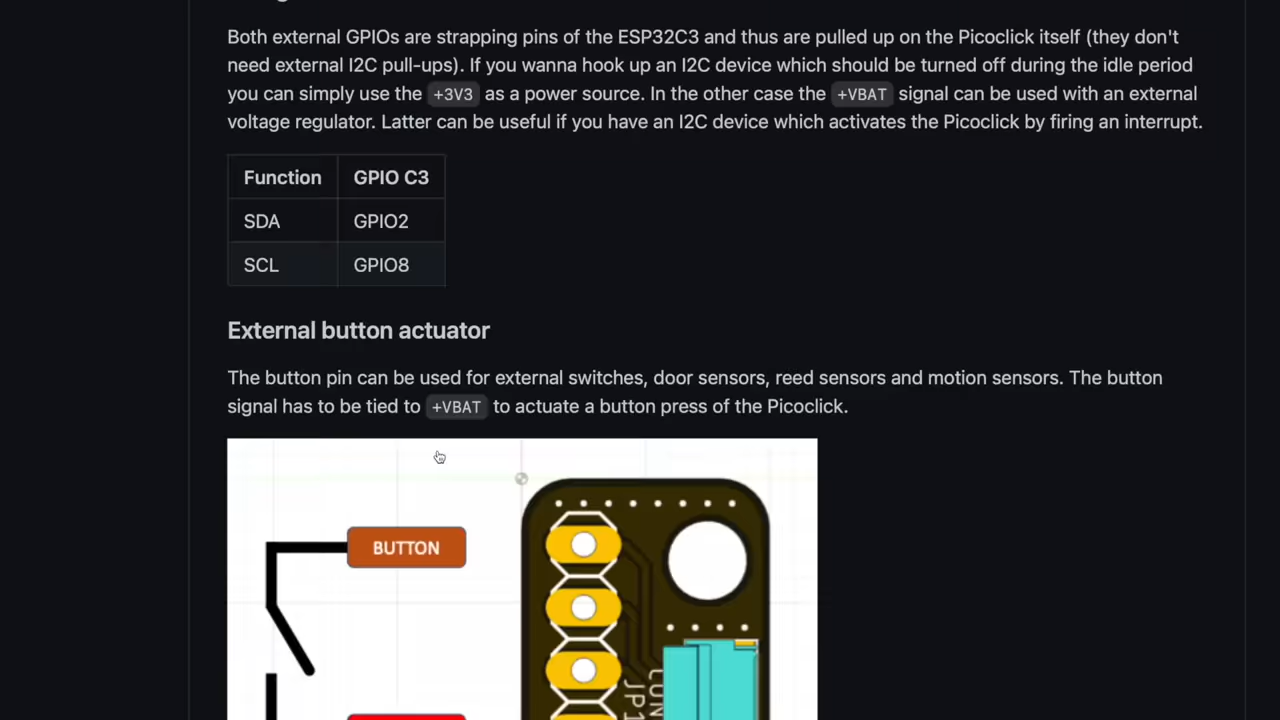 Both external GPIOs are strapping pins of the ESP32C3 and thus are pulled up on the Picoclick itself (they don't
need external I2C pull-ups). If you wanna hook up an I2C device which should be turned off during the idle period
you can simply use the +3V3 as a power source. In the other case the +VBAT signal can be used with an external
voltage regulator. Latter can be useful if you have an I2C device which activates the Picoclick by firing an interrupt.
Function GPIO C3
SDA GPIO2
SCL GPIO8
External button actuator
The button pin can be used for external switches, door sensors, reed sensors and motion sensors. The button
signal has to be tied to +VBAT to actuate a button press of the Picoclick.
BUTTON
JP1